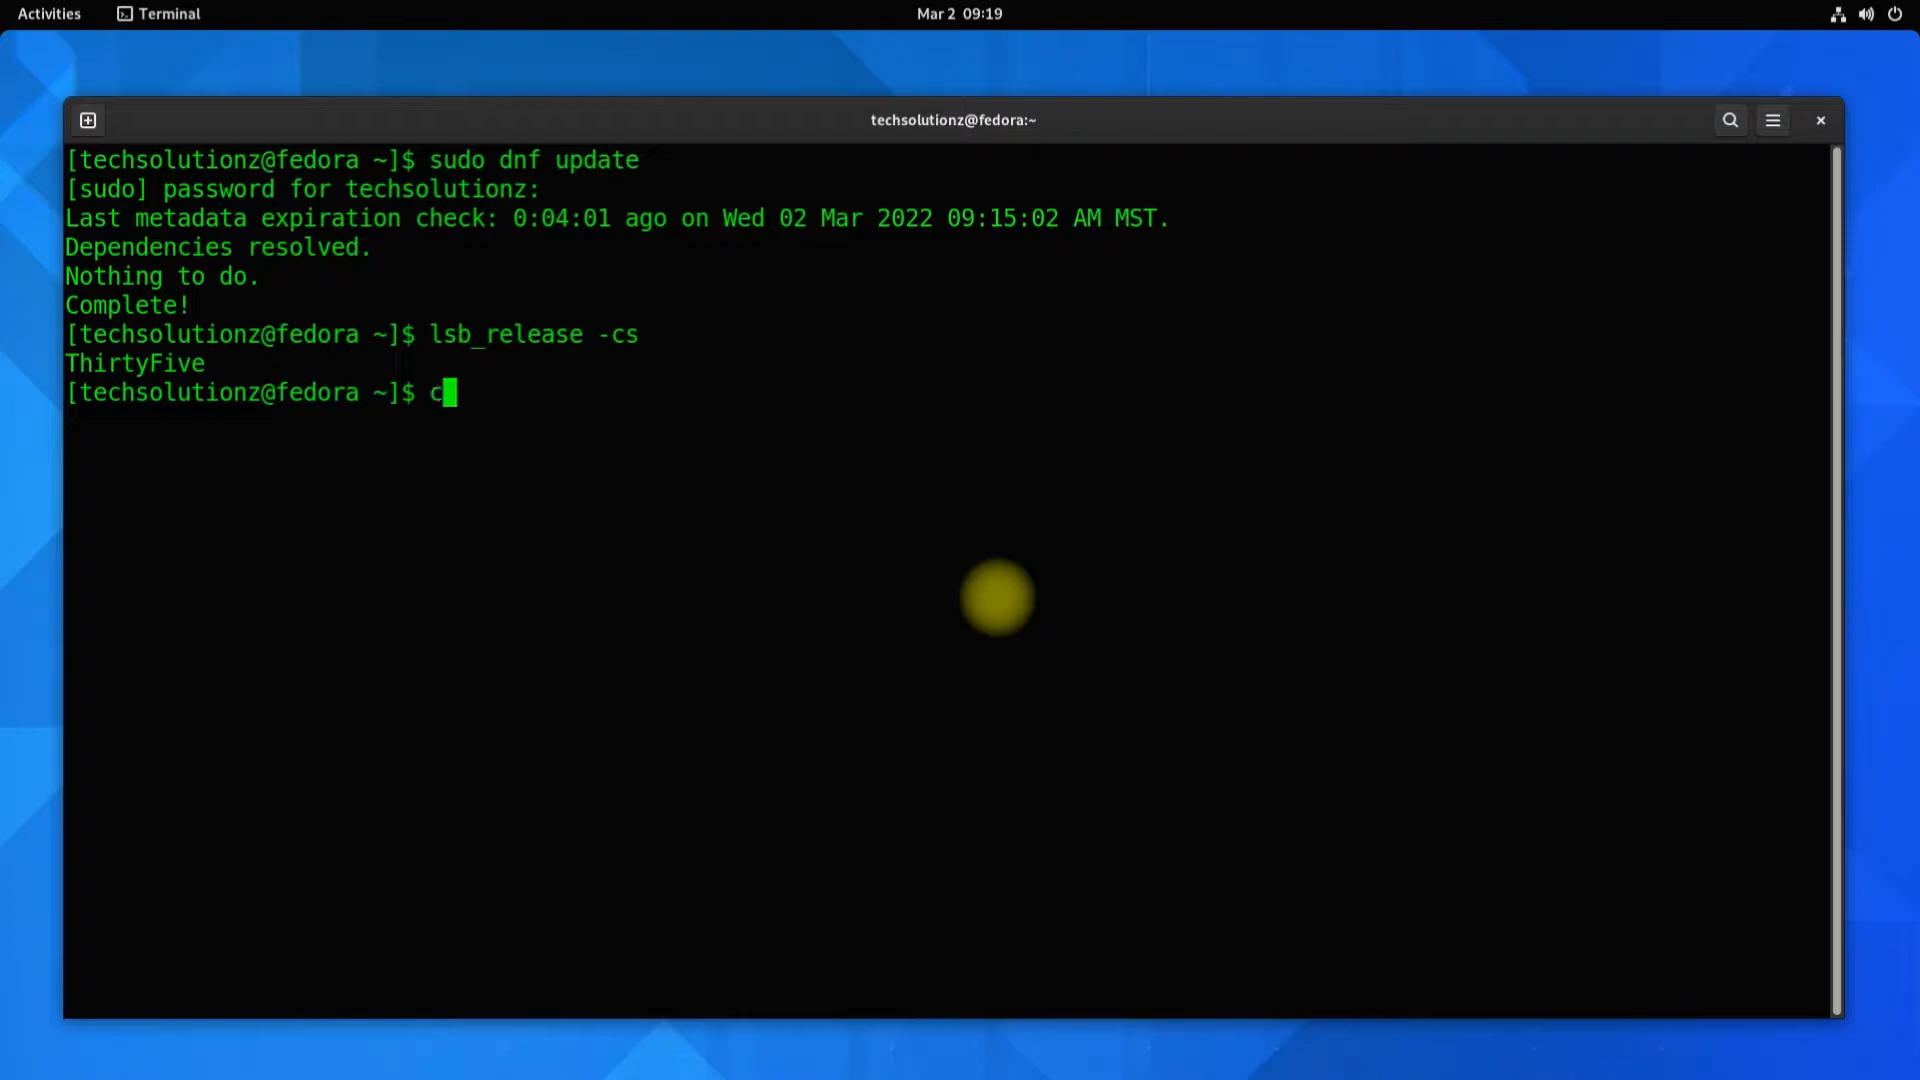 Activities Terminal Mar 2 09:19
techsolutionz@fedora:~
[techsolutionz@fedora ~]$ sudo dnf update
[sudo] password for techsolutionz:
Last metadata expiration check: 0:04:01 ago on Wed 02 Mar 2022 09:15:02 AM MST.
Dependencies resolved.
Nothing to do.
Complete!
[techsolutionz@fedora ~]$ lsb_release -cs
ThirtyFive
[techsolutionz@fedora ~]$ c